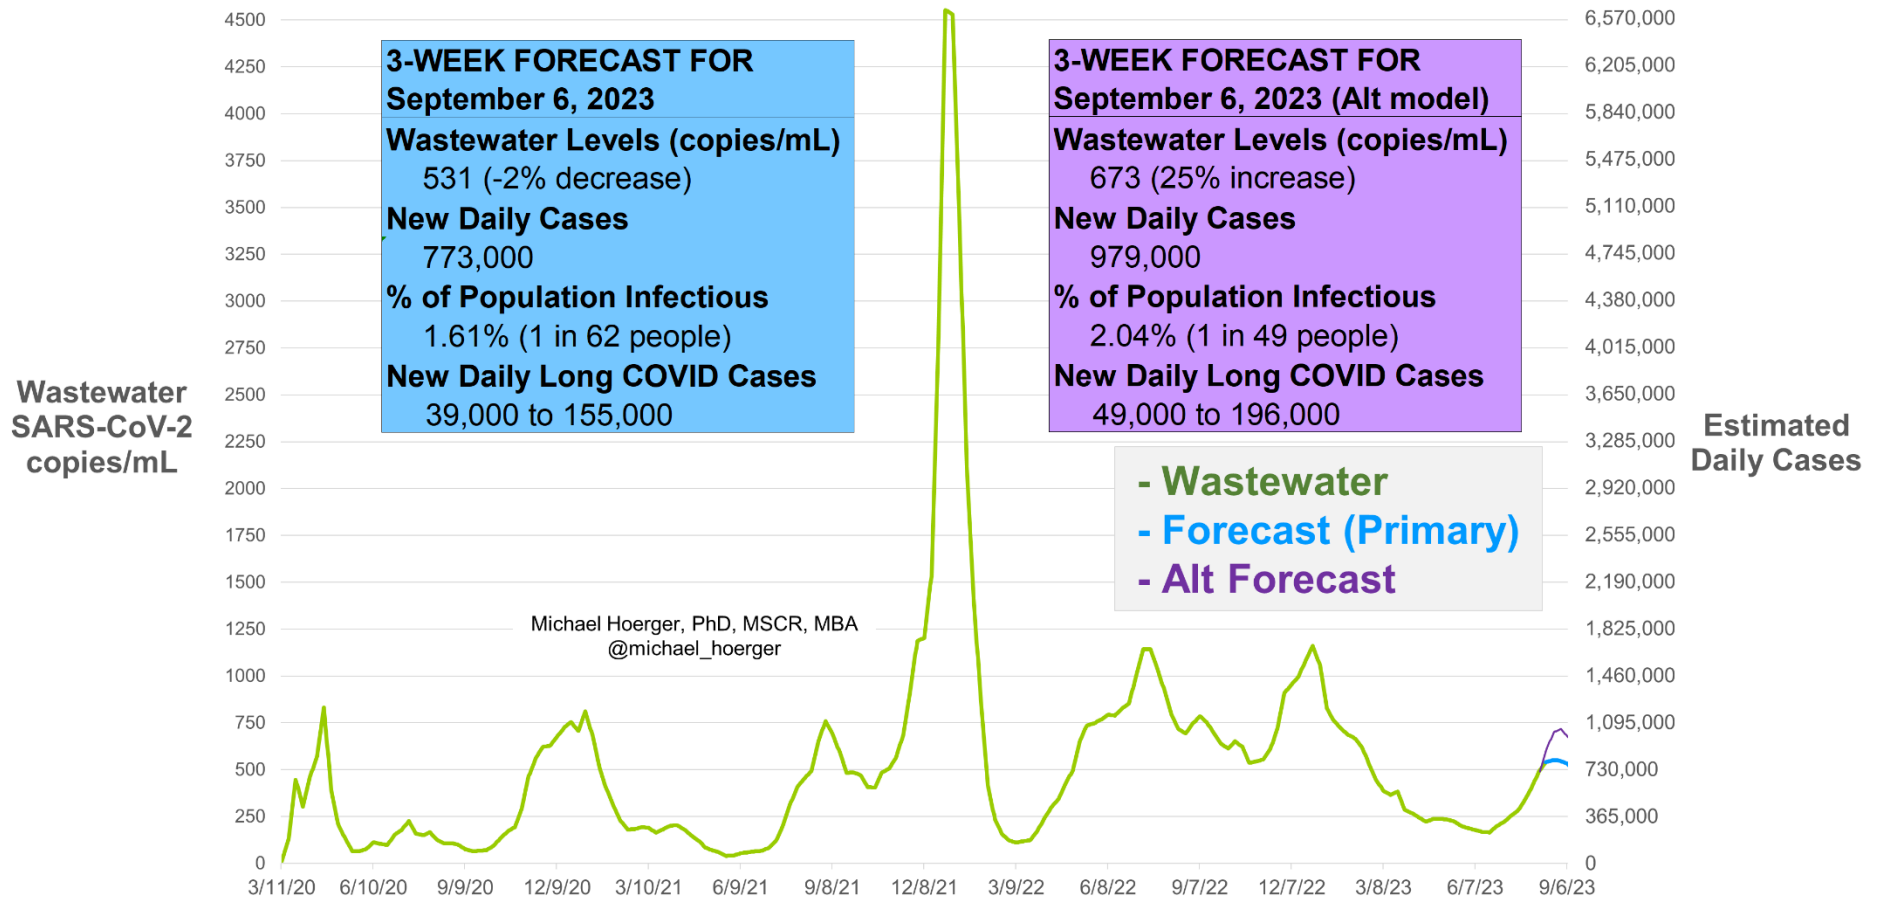 3-WEEK FORECAST FOR
September 6, 2023
Wastewater Levels (copies/mL)
531 (-2% decrease)
New Daily Cases
773,000
% of Population Infectious
1.61% (1 in 62 people)
New Daily Long COVID Cases
39,000 to 155,000
3-WEEK FORECAST FOR
September 6, 2023 (Alt model)
Wastewater Levels (copies/mL)
673 (25% increase)
New Daily Cases
979,000
% of Population Infectious
2.04% (1 in 49 people)
New Daily Long COVID Cases
49,000 to 196,000
- Wastewater
- Forecast (Primary)
- Alt Forecast
Michael Hoerger, PhD, MSCR, MBA
@michael_hoerger
Wastewater
SARS-CoV-2
copies/mL
4500
4250
4000
3750
3500
3250
3000
2750
2500
2250
2000
1750
1500
1250
1000
750
500
250
0
6,570,000
6,205,000
5,840,000
5,475,000
5,110,000
4,745,000
4,380,000
4,015,000
3,650,000
3,285,000
2,920,000
2,555,000
2,190,000
1,825,000
1,460,000
1,095,000
730,000
365,000
0
Estimated
Daily Cases
3/11/20 6/10/20 9/9/20 12/9/20 3/10/21 6/9/21 9/8/21 12/8/21 3/9/22 6/8/22 9/7/22 12/7/22 3/8/23 6/7/23 9/6/23